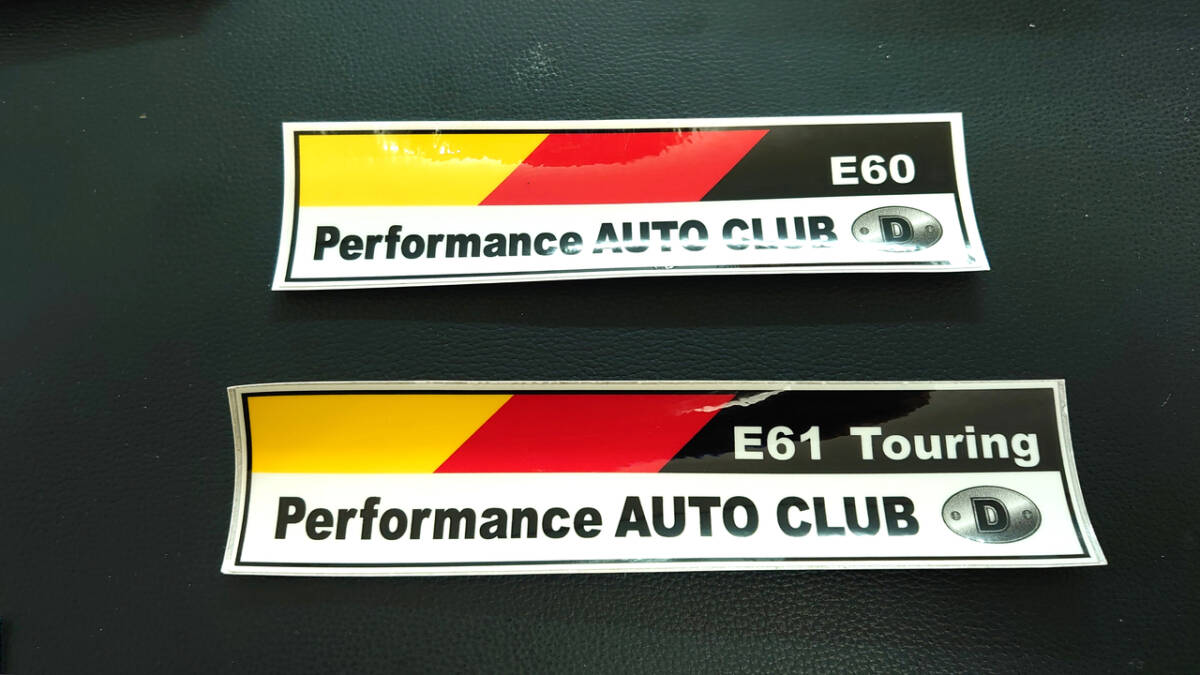 E60
Performance AUTO CLUB D
E61 Touring
Performance AUTO CLUB D